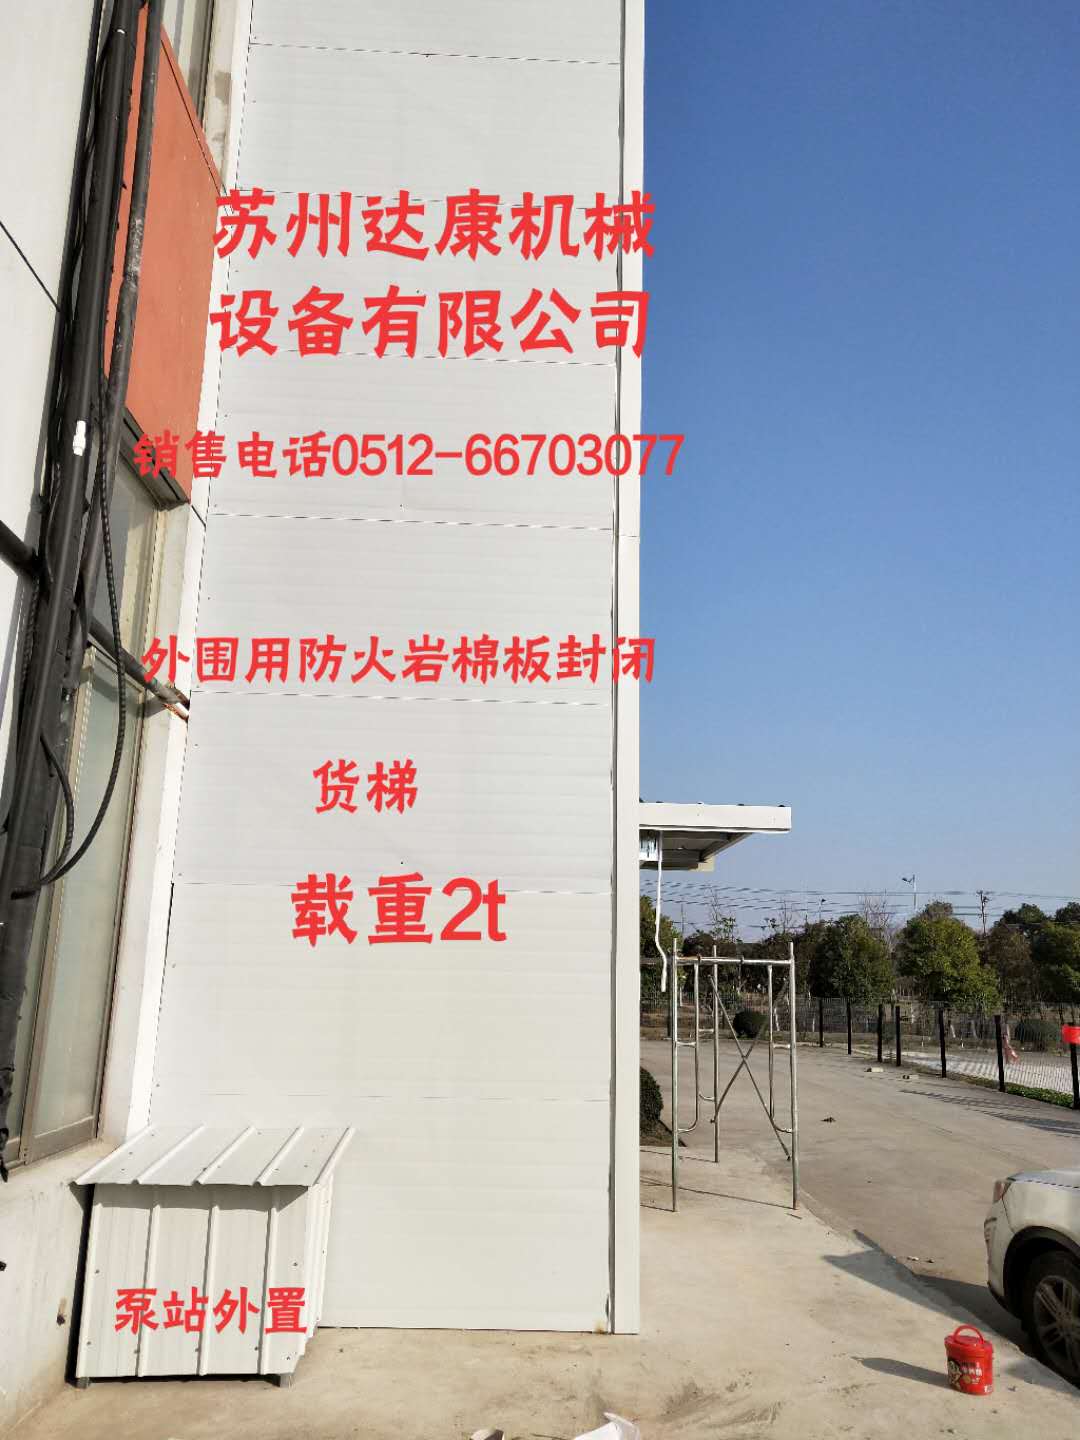 苏州达康机械
设备有限公司
销售电话0512-66703077
外围用防火岩棉板封闭
货梯
载重2t
泵站外置